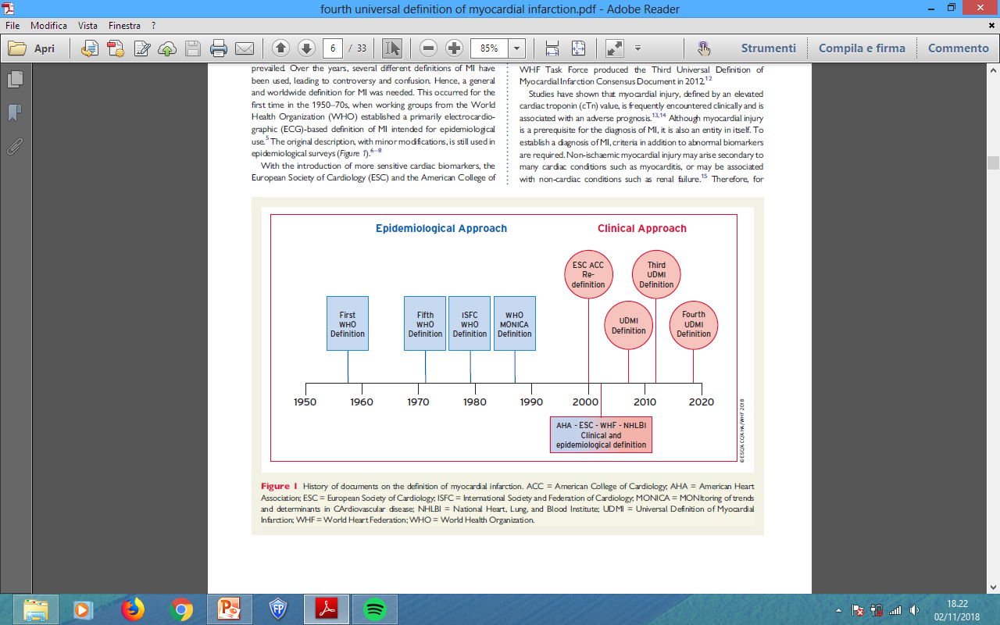 fourth universal definition of myocardial infarction.pdf - Adobe Reader
File Modifica Vista Finestra ?
Apri 6 / 33 85% Strumenti Compila e firma Commento
prevailed. Over the years, several different definitions of MI have
been used, leading to controversy and confusion. Hence, a general
and worldwide definition for MI was needed. This occurred for the
first time in the 1950–70s, when working groups from the World
Health Organization (WHO) established a primarily electrocardio-
graphic (ECG)-based definition of MI intended for epidemiological
use.5 The original description, with minor modifications, is still used in
epidemiological surveys (Figure 1).6–8
With the introduction of more sensitive cardiac biomarkers, the
European Society of Cardiology (ESC) and the American College of
WHF Task Force produced the Third Universal Definition of
Myocardial Infarction Consensus Document in 2012.12
Studies have shown that myocardial injury, defined by an elevated
cardiac troponin (cTn) value, is frequently encountered clinically and is
associated with an adverse prognosis.13,14 Although myocardial injury
is a prerequisite for the diagnosis of MI, it is also an entity in itself. To
establish a diagnosis of MI, criteria in addition to abnormal biomarkers
are required. Non-ischaemic myocardial injury may arise secondary to
many cardiac conditions such as myocarditis, or may be associated
with non-cardiac conditions such as renal failure.15 Therefore, for
Epidemiological Approach
Clinical Approach
First
WHO
Definition
Fifth
WHO
Definition
ISFC
WHO
Definition
WHO
MONICA
Definition
ESC ACC
Re-
definition
UDMI
Definition
Third
UDMI
Definition
Fourth
UDMI
Definition
1950 1960 1970 1980 1990 2000 2010 2020
AHA - ESC - WHF - NHLBI
Clinical and
epidemiological definition
©ESC/ACC/AHA/WHF 2018
Figure 1 History of documents on the definition of myocardial infarction. ACC = American College of Cardiology; AHA = American Heart
Association; ESC = European Society of Cardiology; ISFC = International Society and Federation of Cardiology; MONICA = MONItoring of trends
and determinants in CArdiovascular disease; NHLBI = National Heart, Lung, and Blood Institute; UDMI = Universal Definition of Myocardial
Infarction; WHF = World Heart Federation; WHO = World Health Organization.
FP
18.22
02/11/2018